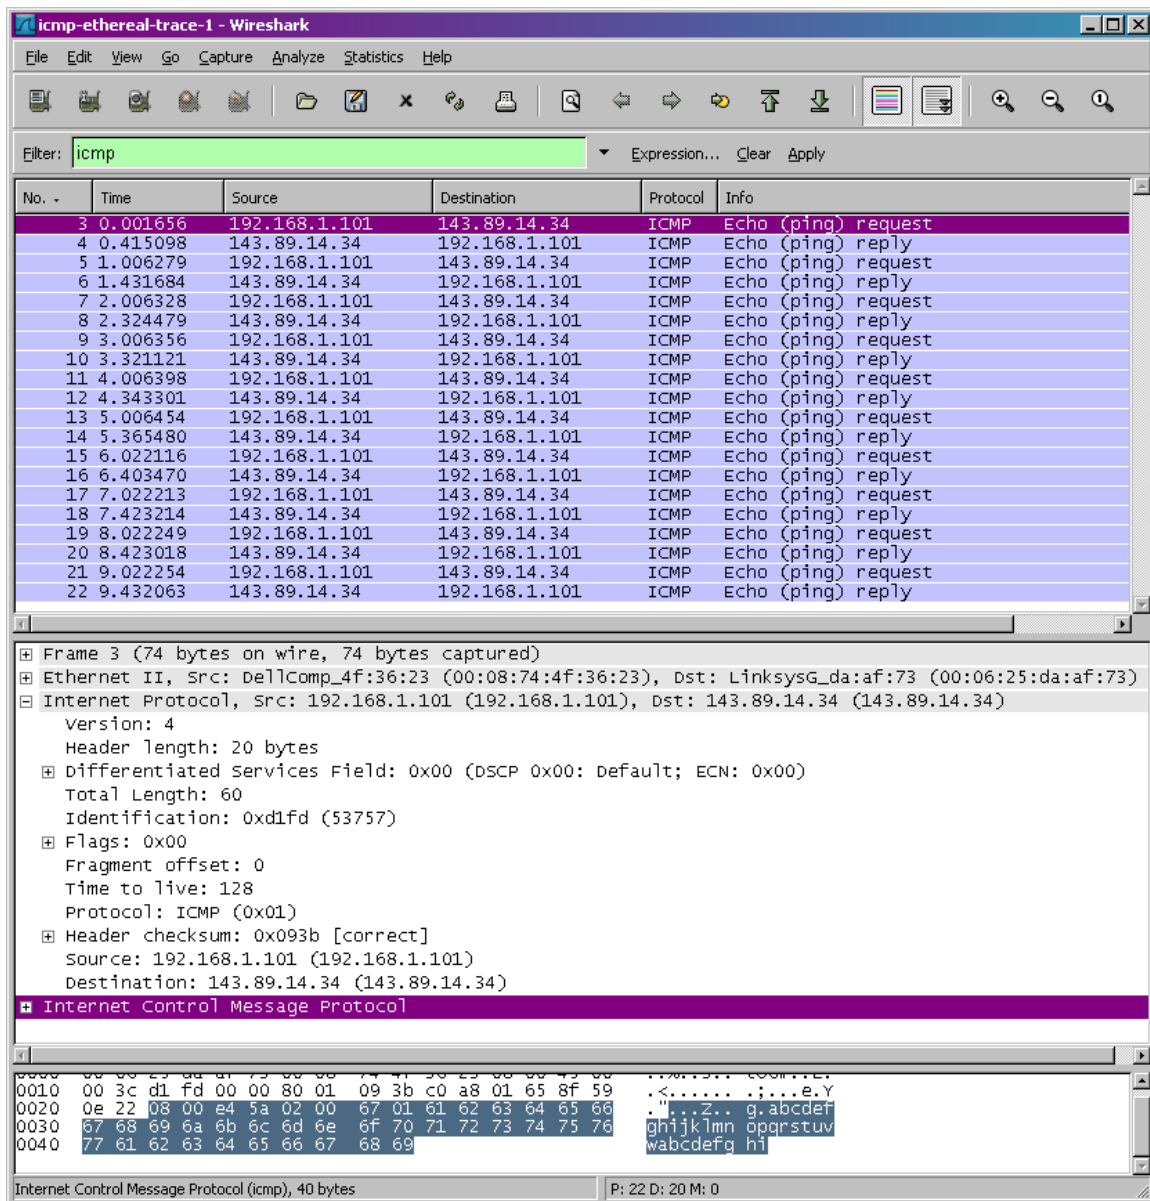 icmp-ethereal-trace-1 - Wireshark
File Edit View Go Capture Analyze Statistics Help
Filter: icmp Expression... Clear Apply
No. Time Source Destination Protocol Info
3 0.001656 192.168.1.101 143.89.14.34 ICMP Echo (ping) request
4 0.415098 143.89.14.34 192.168.1.101 ICMP Echo (ping) reply
5 1.006279 192.168.1.101 143.89.14.34 ICMP Echo (ping) request
6 1.431684 143.89.14.34 192.168.1.101 ICMP Echo (ping) reply
7 2.006328 192.168.1.101 143.89.14.34 ICMP Echo (ping) request
8 2.324479 143.89.14.34 192.168.1.101 ICMP Echo (ping) reply
9 3.006356 192.168.1.101 143.89.14.34 ICMP Echo (ping) request
10 3.321121 143.89.14.34 192.168.1.101 ICMP Echo (ping) reply
11 4.006398 192.168.1.101 143.89.14.34 ICMP Echo (ping) request
12 4.343301 143.89.14.34 192.168.1.101 ICMP Echo (ping) reply
13 5.006454 192.168.1.101 143.89.14.34 ICMP Echo (ping) request
14 5.365480 143.89.14.34 192.168.1.101 ICMP Echo (ping) reply
15 6.022116 192.168.1.101 143.89.14.34 ICMP Echo (ping) request
16 6.403470 143.89.14.34 192.168.1.101 ICMP Echo (ping) reply
17 7.022213 192.168.1.101 143.89.14.34 ICMP Echo (ping) request
18 7.423214 143.89.14.34 192.168.1.101 ICMP Echo (ping) reply
19 8.022249 192.168.1.101 143.89.14.34 ICMP Echo (ping) request
20 8.423018 143.89.14.34 192.168.1.101 ICMP Echo (ping) reply
21 9.022254 192.168.1.101 143.89.14.34 ICMP Echo (ping) request
22 9.432063 143.89.14.34 192.168.1.101 ICMP Echo (ping) reply
Frame 3 (74 bytes on wire, 74 bytes captured)
Ethernet II, Src: DellComp_4f:36:23 (00:08:74:4f:36:23), Dst: LinksysG_da:af:73 (00:06:25:da:af:73)
Internet Protocol, Src: 192.168.1.101 (192.168.1.101), Dst: 143.89.14.34 (143.89.14.34)
Version: 4
Header length: 20 bytes
Differentiated Services Field: 0x00 (DSCP 0x00: Default; ECN: 0x00)
Total Length: 60
Identification: 0xd1fd (53757)
Flags: 0x00
Fragment offset: 0
Time to live: 128
Protocol: ICMP (0x01)
Header checksum: 0x093b [correct]
Source: 192.168.1.101 (192.168.1.101)
Destination: 143.89.14.34 (143.89.14.34)
Internet Control Message Protocol
0010 00 3c d1 fd 00 00 80 01 09 3b c0 a8 01 65 8f 59 .<...... .;...e.Y
0020 0e 22 08 00 e4 5a 02 00 67 01 61 62 63 64 65 66 ."...Z.. g.abcdef
0030 67 68 69 6a 6b 6c 6d 6e 6f 70 71 72 73 74 75 76 ghijklmn opqrstuv
0040 77 61 62 63 64 65 66 67 68 69 wabcdefg hi
Internet Control Message Protocol (icmp), 40 bytes P: 22 D: 20 M: 0